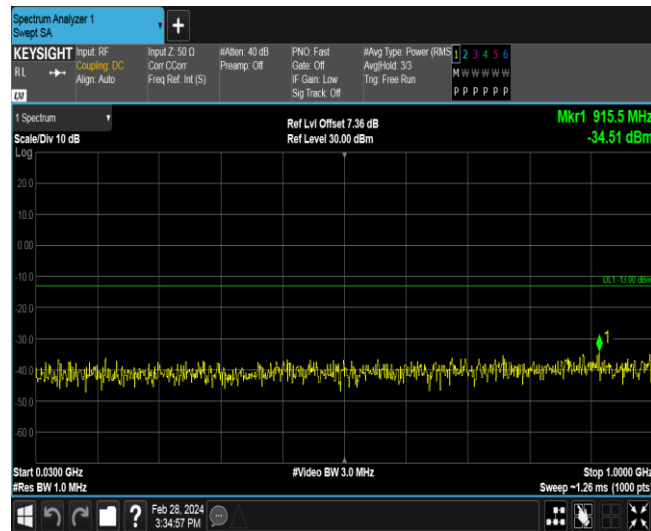 Spectrum Analyzer 1
Swept SA
+
KEYSIGHT
RL
LXI
Input: RF
Coupling: DC
Align: Auto
Input Z: 50 Ω
Corr CCorr
Freq Ref: Int (S)
#Atten: 40 dB
Preamp: Off
PNO: Fast
Gate: Off
IF Gain: Low
Sig Track: Off
#Avg Type: Power (RMS
Avg|Hold: 3/3
Trig: Free Run
1 2 3 4 5 6
M W W W W W
P P P P P P
1 Spectrum
Scale/Div 10 dB
Ref Lvl Offset 7.36 dB
Ref Level 30.00 dBm
Mkr1 915.5 MHz
-34.51 dBm
Log
20.0
10.0
0.00
-10.0
DL1 -13.00 dBm
-20.0
-30.0
1
-40.0
-50.0
-60.0
Start 0.0300 GHz
#Video BW 3.0 MHz
Stop 1.0000 GHz
#Res BW 1.0 MHz
Sweep ~1.26 ms (1000 pts
?
Feb 28, 2024
3:34:57 PM